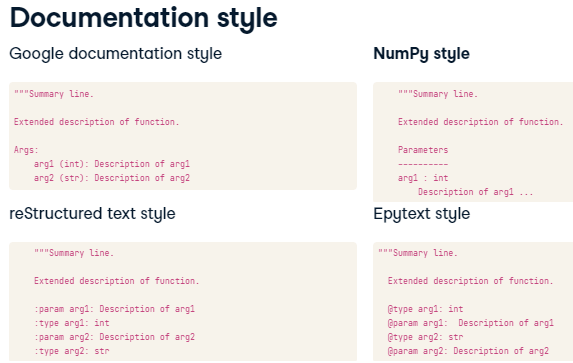 Documentation style
Google documentation style
"""Summary line.
Extended description of function.
Args:
arg1 (int): Description of arg1
arg2 (str): Description of arg2
NumPy style
"""Summary line.
Extended description of function.
Parameters
----------
arg1 : int
Description of arg1 ...
reStructured text style
"""Summary line.
Extended description of function.
:param arg1: Description of arg1
:type arg1: int
:param arg2: Description of arg2
:type arg2: str
Epytext style
"""Summary line.
Extended description of function.
@type arg1: int
@param arg1:  Description of arg1
@type arg2: str
@param arg2: Description of arg2